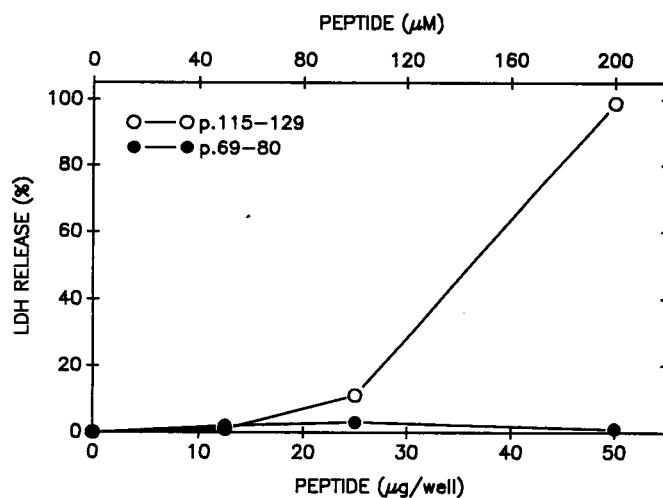 PEPTIDE (μM)
0 40 80 120 160 200
100
80
60
40
20
0
LDH RELEASE (%)
p.115–129
p.69–80
0 10 20 30 40 50
PEPTIDE (μg/well)